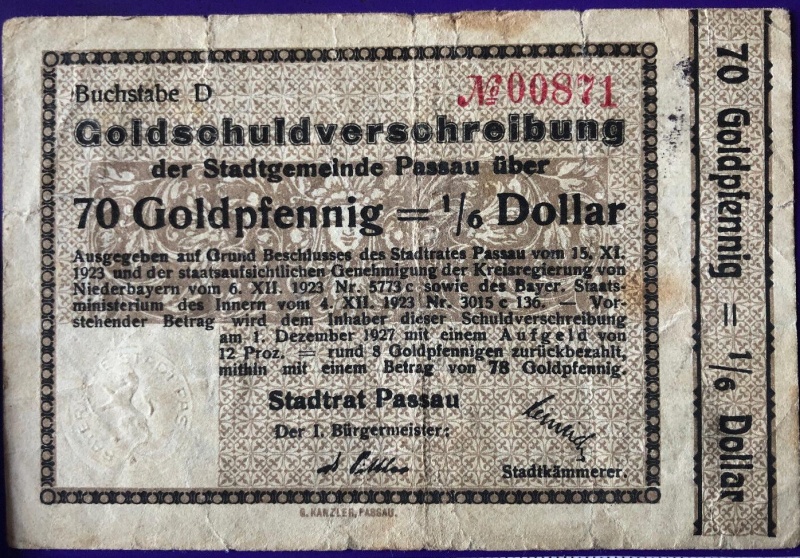 Buchstabe D
№ 00871
Goldschuldverschreibung
der Stadtgemeinde Passau über
70 Goldpfennig = 1/6 Dollar
Ausgegeben auf Grund Beschlusses des Stadtrates Passau vom 15. XI.
1923 und der staatsaufsichtlichen Genehmigung der Kreisregierung von
Niederbayern vom 6. XII. 1923 Nr. 5773 c sowie des Bayer. Staats-
ministerium des Innern vom 4. XII. 1923 Nr. 3015 c 136. — Vor-
stehender Betrag wird dem Inhaber dieser Schuldverschreibung
am 1. Dezember 1927 mit einem Aufgeld von
12 Proz. = rund 8 Goldpfennigen zurückbezahlt,
mithin mit einem Betrag von 78 Goldpfennig.
Stadtrat Passau
Der I. Bürgermeister:
Stadtkämmerer.
G. KANZLER, PASSAU.
70 Goldpfennig = 1/6 Dollar